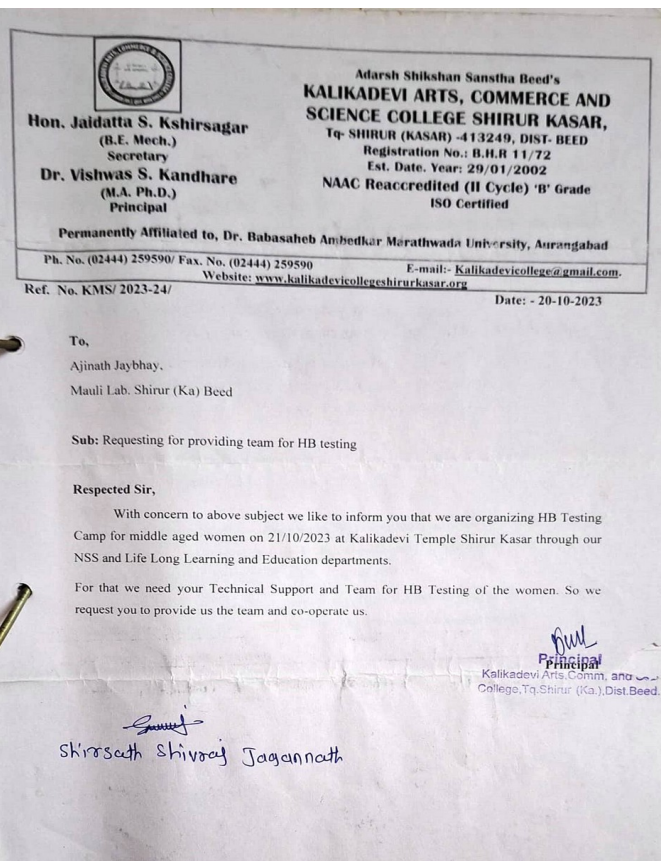 Hon. Jaidatta S. Kshirsagar
(B.E. Mech.)
Secretary
Dr. Vishwas S. Kandhare
(M.A. Ph.D.)
Principal
Adarsh Shikshan Sanstha Beed's
KALIKADEVI ARTS, COMMERCE AND
SCIENCE COLLEGE SHIRUR KASAR,
Tq- SHIRUR (KASAR) -413249, DIST- BEED
Registration No.: B.H.R 11/72
Est. Date. Year: 29/01/2002
NAAC Reaccredited (II Cycle) ‘B’ Grade
ISO Certified
Permanently Affiliated to, Dr. Babasaheb Ambedkar Marathwada University, Aurangabad
Ph. No. (02444) 259590/ Fax. No. (02444) 259590 E-mail:- Kalikadevicollege@gmail.com.
Website: www.kalikadevicollegeshirurkasar.org
Ref. No. KMS/ 2023-24/
Date: - 20-10-2023
To,
Ajinath Jaybhay,
Mauli Lab. Shirur (Ka) Beed
Sub: Requesting for providing team for HB testing
Respected Sir,
With concern to above subject we like to inform you that we are organizing HB Testing
Camp for middle aged women on 21/10/2023 at Kalikadevi Temple Shirur Kasar through our
NSS and Life Long Learning and Education departments.
For that we need your Technical Support and Team for HB Testing of the women. So we
request you to provide us the team and co-operate us.
Principal
Principal
Kalikadevi Arts,Comm, and
College,Tq.Shirur (Ka.),Dist.Beed.
Shirsath Shivraj Jagannath